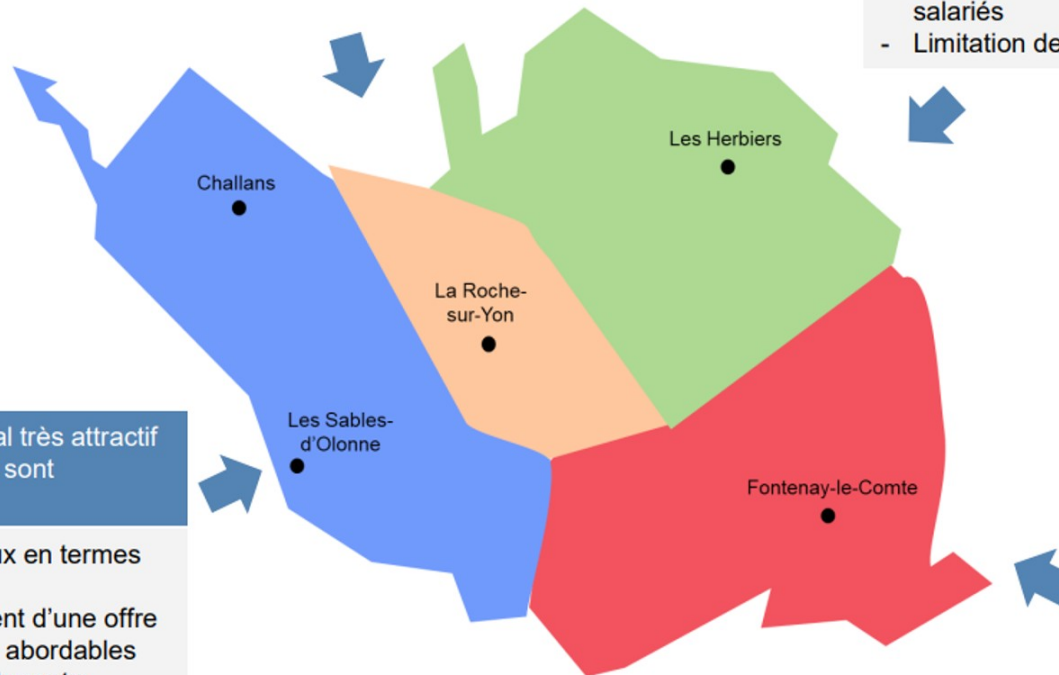 salariés
- Limitation de
Les Herbiers
Challans
La Roche-
sur-Yon
Les Sables-
d'Olonne
al très attractif
sont
Fontenay-le-Comte
ux en termes
ent d'une offre
abordables